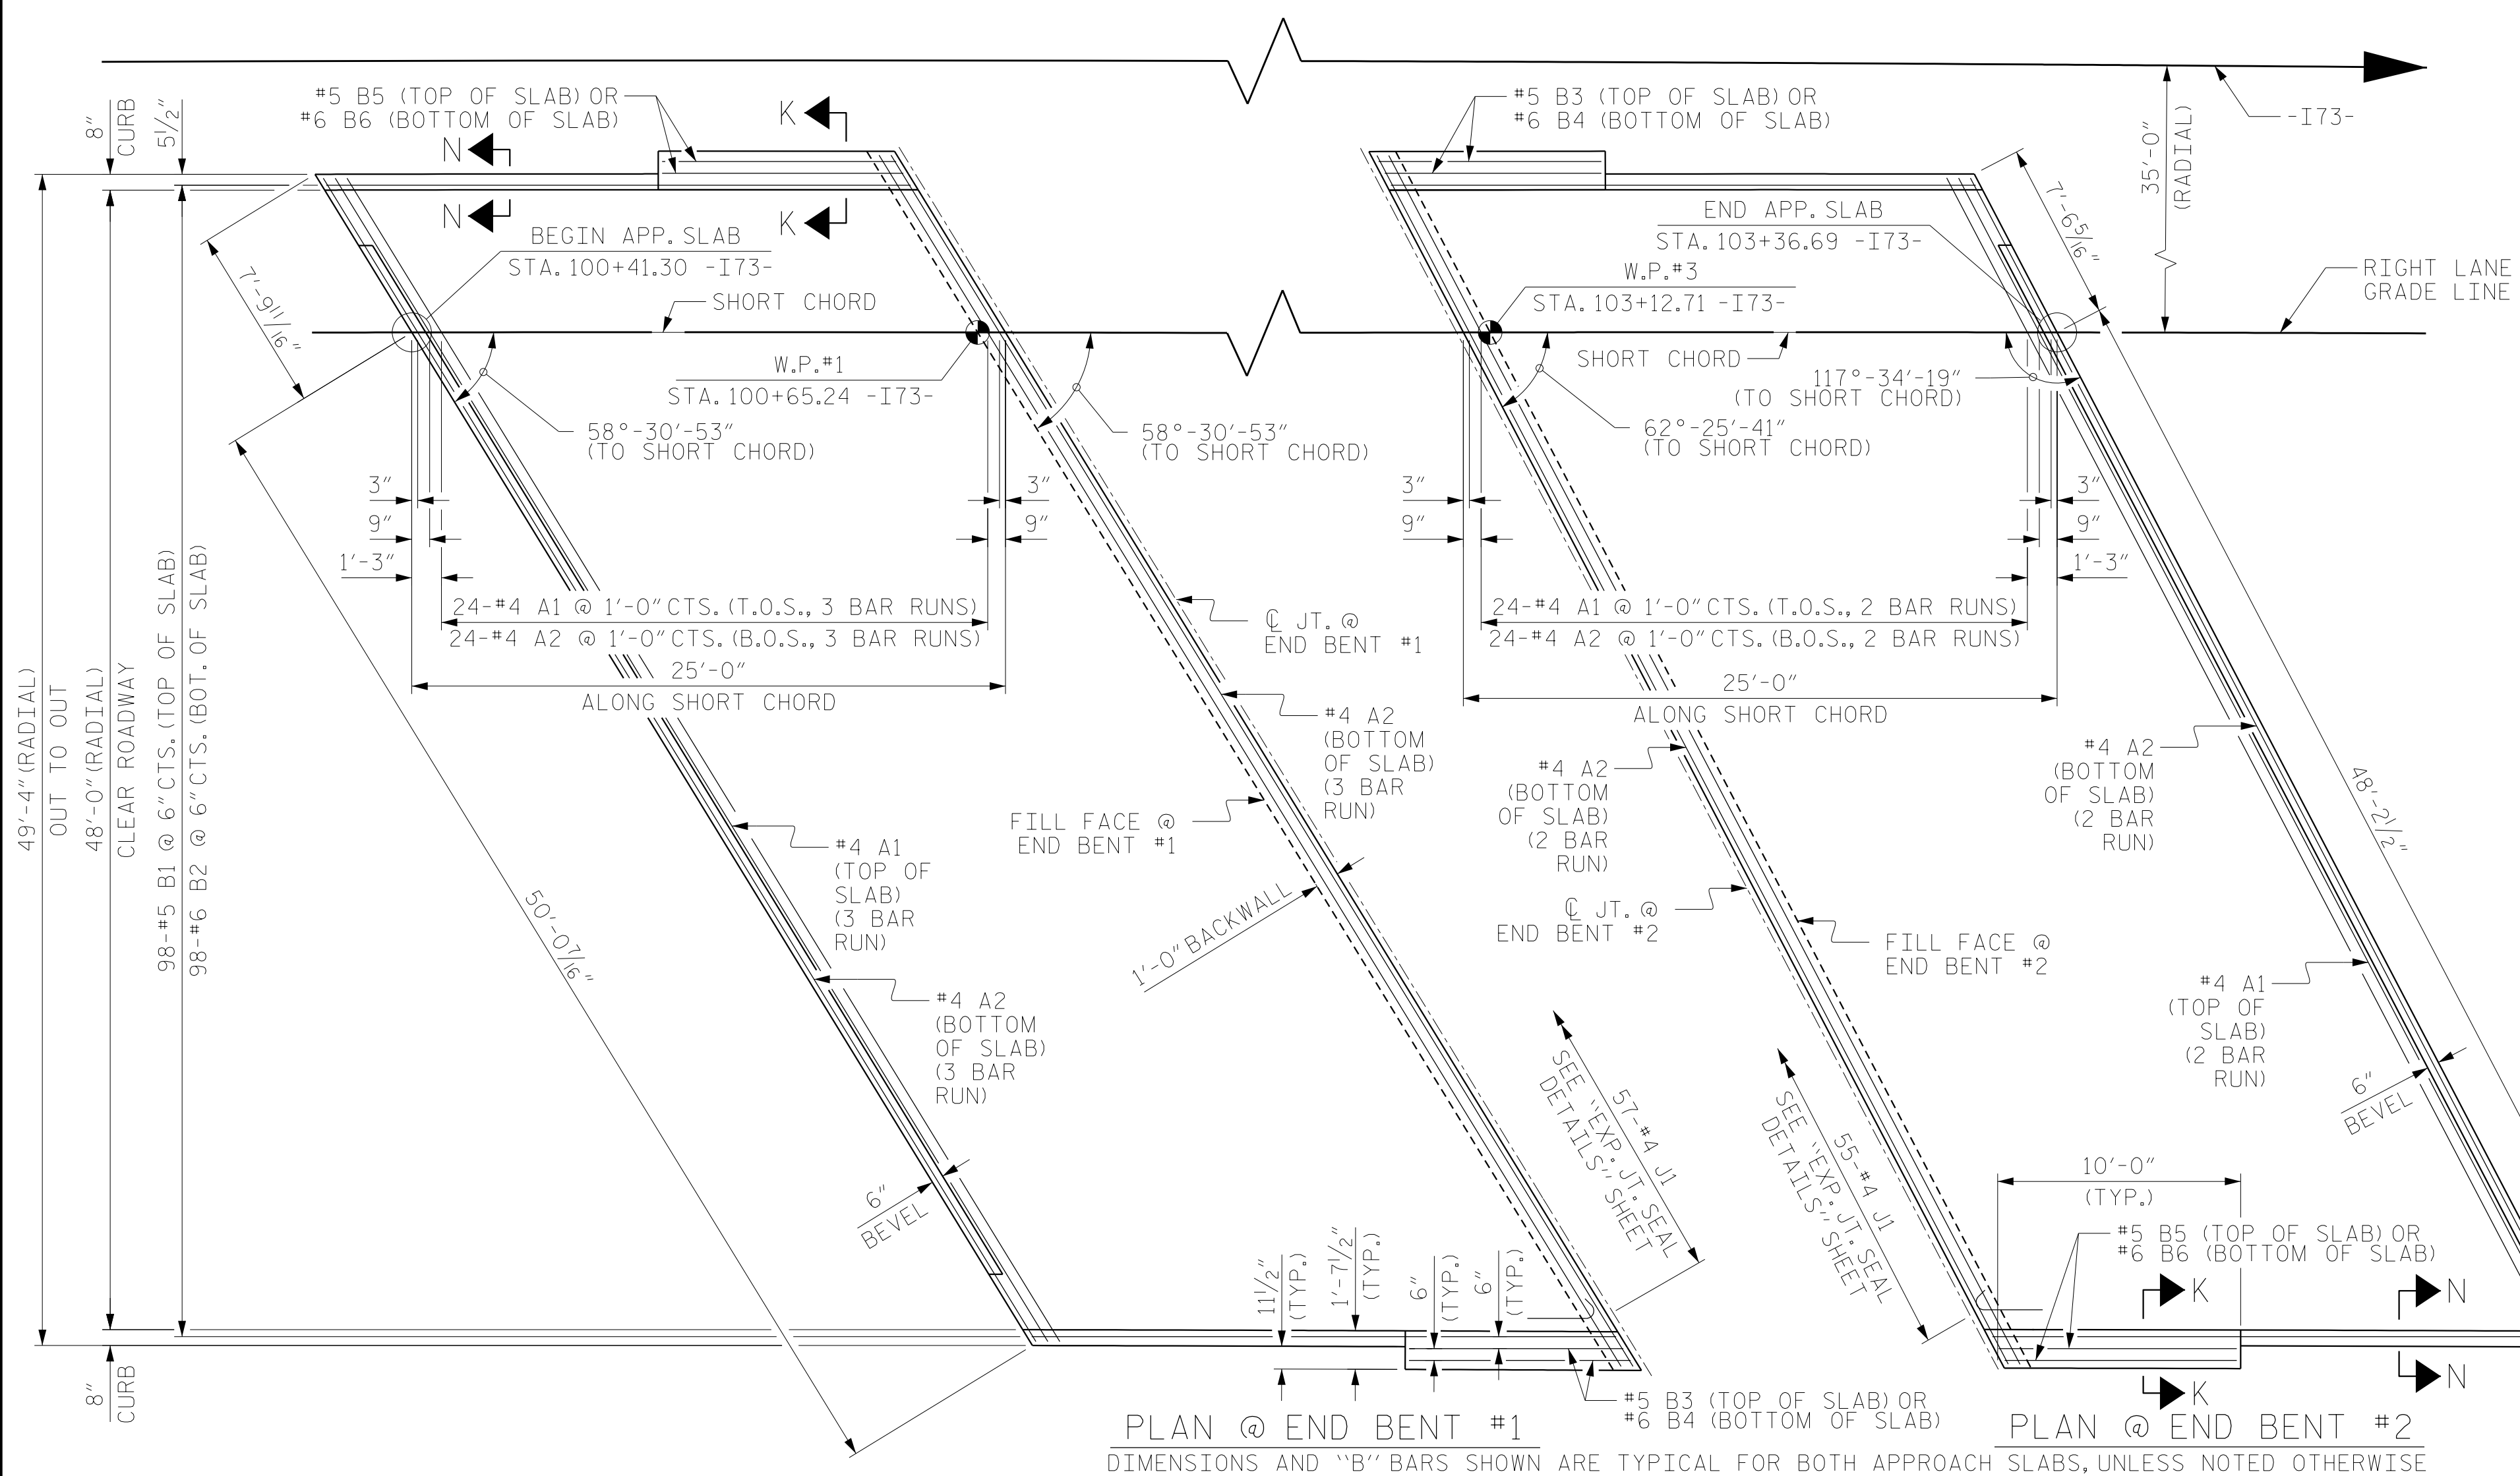 #5 B5 (TOP OF SLAB) OR
#6 B6 (BOTTOM OF SLAB)
K
K
N
N
8"
CURB
5 1/2"
#5 B3 (TOP OF SLAB) OR
#6 B4 (BOTTOM OF SLAB)
-I73-
35'-0"
(RADIAL)
RIGHT LANE
GRADE LINE
BEGIN APP. SLAB
STA. 100+41.30 -I73-
SHORT CHORD
7'-9 11/16"
W.P.#1
STA. 100+65.24 -I73-
58°-30'-53"
(TO SHORT CHORD)
58°-30'-53"
(TO SHORT CHORD)
END APP. SLAB
STA. 103+36.69 -I73-
W.P.#3
STA. 103+12.71 -I73-
SHORT CHORD
7'-6 5/16"
117°-34'-19"
(TO SHORT CHORD)
62°-25'-41"
(TO SHORT CHORD)
3"
9"
1'-3"
3"
9"
3"
9"
3"
9"
1'-3"
24-#4 A1 @ 1'-0" CTS. (T.O.S., 3 BAR RUNS)
24-#4 A2 @ 1'-0" CTS. (B.O.S., 3 BAR RUNS)
25'-0"
ALONG SHORT CHORD
24-#4 A1 @ 1'-0" CTS. (T.O.S., 2 BAR RUNS)
24-#4 A2 @ 1'-0" CTS. (B.O.S., 2 BAR RUNS)
25'-0"
ALONG SHORT CHORD
49'-4" (RADIAL)
OUT TO OUT
48'-0" (RADIAL)
CLEAR ROADWAY
98-#5 B1 @ 6" CTS. (TOP OF SLAB)
98-#6 B2 @ 6" CTS. (BOT. OF SLAB)
℄ JT. @
END BENT #1
#4 A2
(BOTTOM
OF SLAB)
(3 BAR
RUN)
FILL FACE @
END BENT #1
1'-0" BACKWALL
#4 A1
(TOP OF
SLAB)
(3 BAR
RUN)
#4 A2
(BOTTOM
OF SLAB)
(3 BAR
RUN)
50'-0 7/16"
6"
BEVEL
#4 A2
(BOTTOM
OF SLAB)
(2 BAR
RUN)
℄ JT. @
END BENT #2
FILL FACE @
END BENT #2
#4 A2
(BOTTOM
OF SLAB)
(2 BAR
RUN)
48'-2 1/2"
#4 A1
(TOP OF
SLAB)
(2 BAR
RUN)
6"
BEVEL
57-#4 J1
SEE "EXP. JT. SEAL
DETAILS" SHEET
55-#4 J1
SEE "EXP. JT. SEAL
DETAILS" SHEET
10'-0"
(TYP.)
#5 B5 (TOP OF SLAB) OR
#6 B6 (BOTTOM OF SLAB)
K
K
N
N
11 1/2"
(TYP.)
1'-7 1/2"
(TYP.)
6"
(TYP.)
6"
(TYP.)
8"
CURB
#5 B3 (TOP OF SLAB) OR
#6 B4 (BOTTOM OF SLAB)
PLAN @ END BENT #1
PLAN @ END BENT #2
DIMENSIONS AND "B" BARS SHOWN ARE TYPICAL FOR BOTH APPROACH SLABS, UNLESS NOTED OTHERWISE